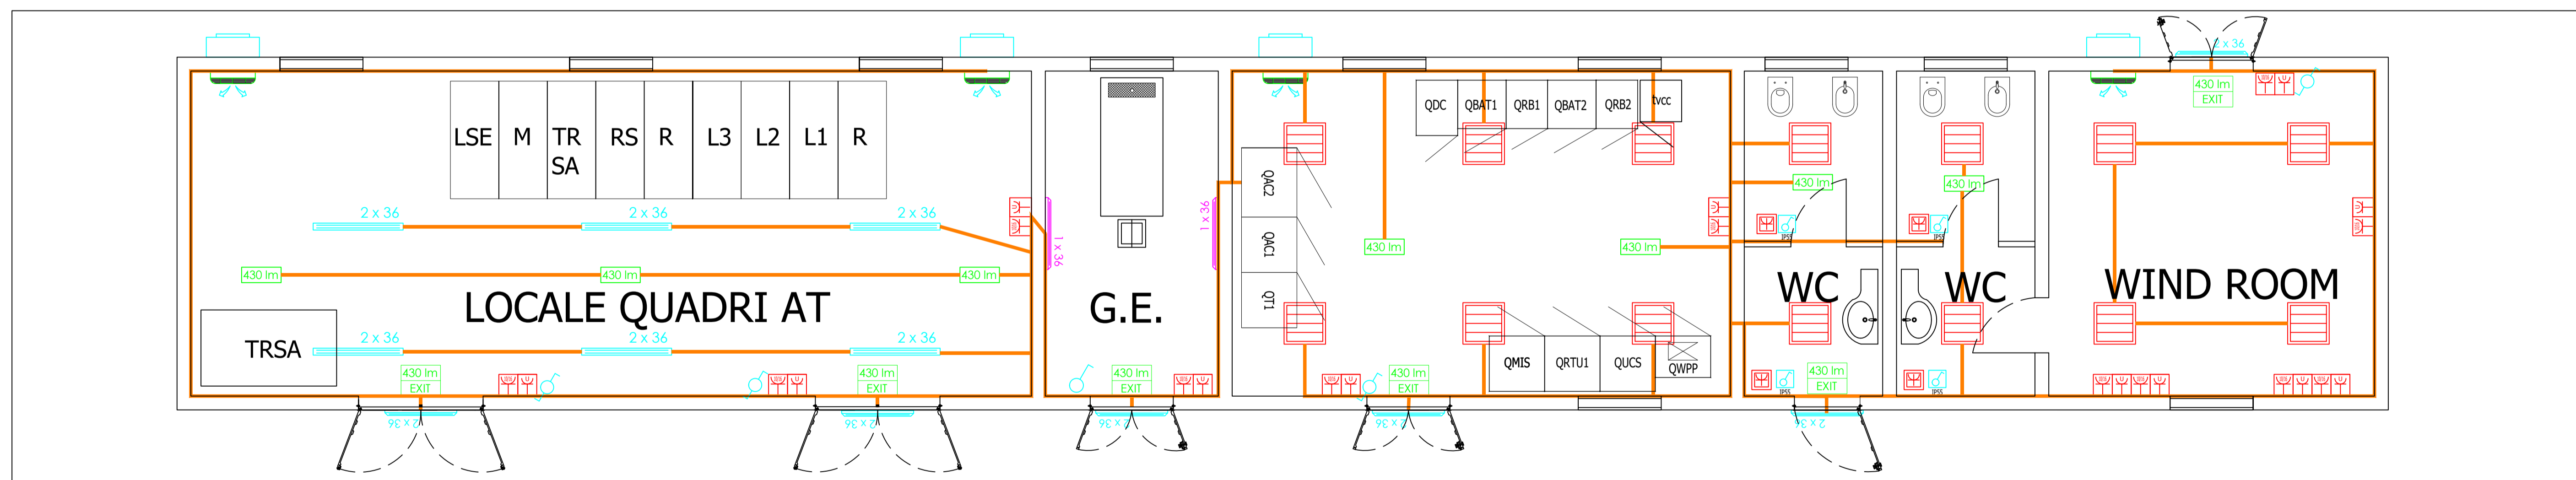 2 x 36
430 lm
EXIT
LSE
M
TR
SA
RS
R
L3
L2
L1
R
QDC
QBAT1
QRB1
QBAT2
QRB2
tvcc
QAC2
QAC1
QT1
2 x 36
2 x 36
2 x 36
1 x 36
1 x 36
430 lm
430 lm
IP55
IP55
430 lm
430 lm
430 lm
430 lm
430 lm
LOCALE QUADRI AT
G.E.
WC
WC
WIND ROOM
TRSA
2 x 36
2 x 36
2 x 36
QMIS
QRTU1
QUCS
QWPP
430 lm
EXIT
430 lm
EXIT
430 lm
EXIT
430 lm
EXIT
430 lm
EXIT
IP55
IP55
2 x 36
2 x 36
2 x 36
2 x 36
2 x 36